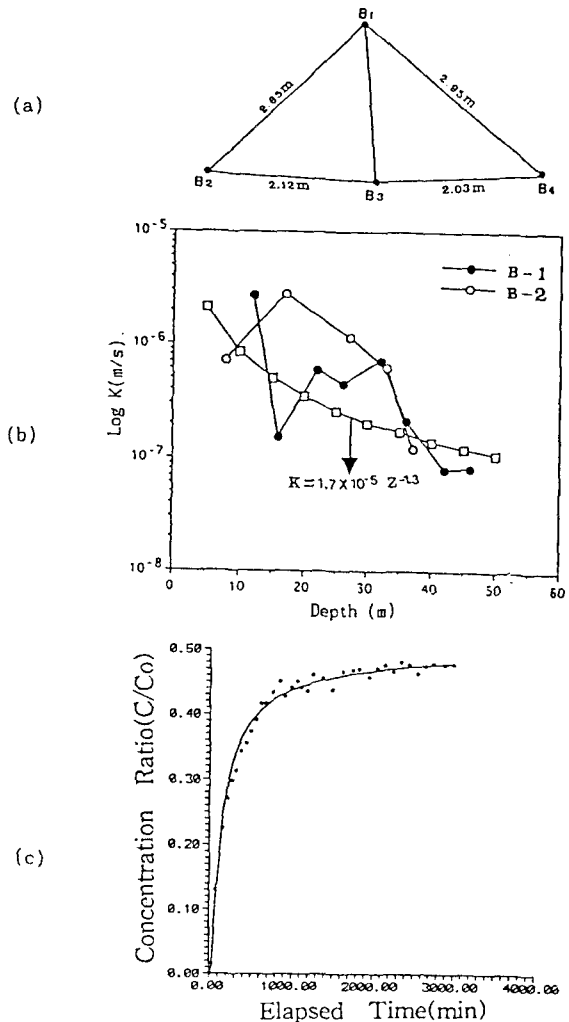 (a)
B1
2.85m
2.95m
B2
2.12m
B3
2.03m
B4
(b)
Log K(m/s).
10-5
10-6
10-7
10-8
B-1
B-2
K=1.7X10-5 Z-1.3
0
10
20
30
40
50
60
Depth (m)
(c)
Concentration Ratio(C/Co)
0.50
0.40
0.30
0.20
0.10
0.00
0.00
1000.00
2000.00
3000.00
4000.00
Elapsed Time(min)